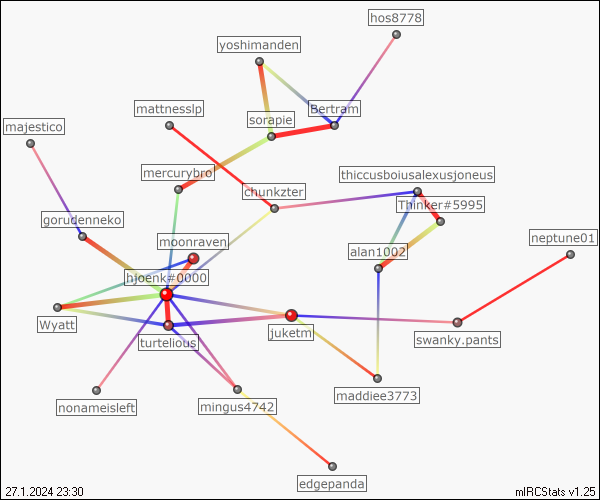 hos8778
yoshimanden
mattnesslp
Bertram
sorapie
majestico
mercurybro
thiccusboiusalexusjoneus
chunkzter
Thinker#5995
gorudenneko
moonraven
neptune01
alan1002
hjoenk#0000
Wyatt
juketm
turtelious
swanky.pants
maddiee3773
nonameisleft
mingus4742
edgepanda
27.1.2024 23:30
mIRCStats v1.25